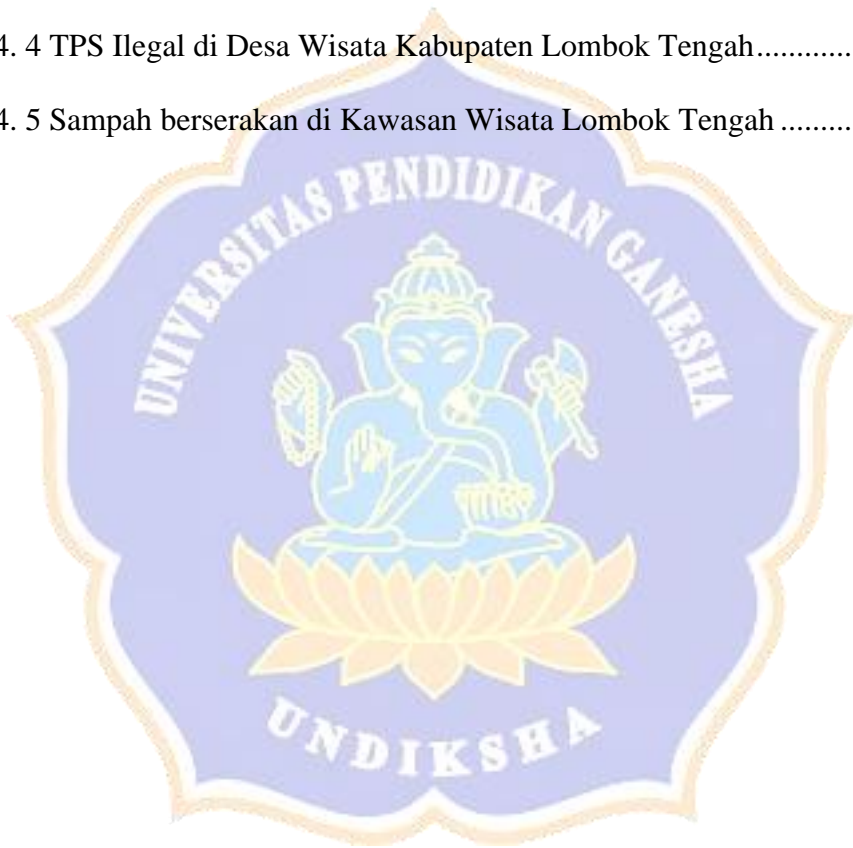 4. 4 TPS Ilegal di Desa Wisata Kabupaten Lombok Tengah............
4. 5 Sampah berserakan di Kawasan Wisata Lombok Tengah .........
UNIVERSITAS PENDIDIKAN GANESHA
UNDIKSHA